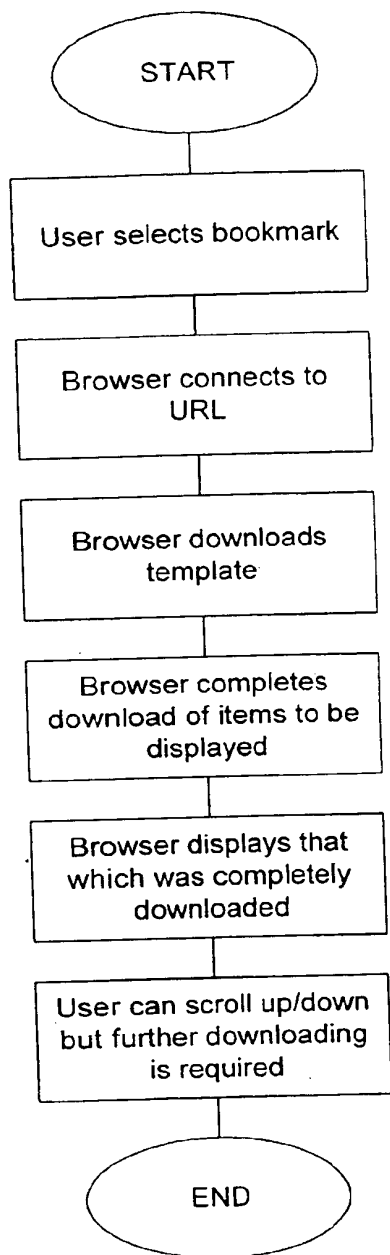 START
User selects bookmark
Browser connects to
URL
Browser downloads
template
Browser completes
download of items to be
displayed
Browser displays that
which was completely
downloaded
User can scroll up/down
but further downloading
is required
END